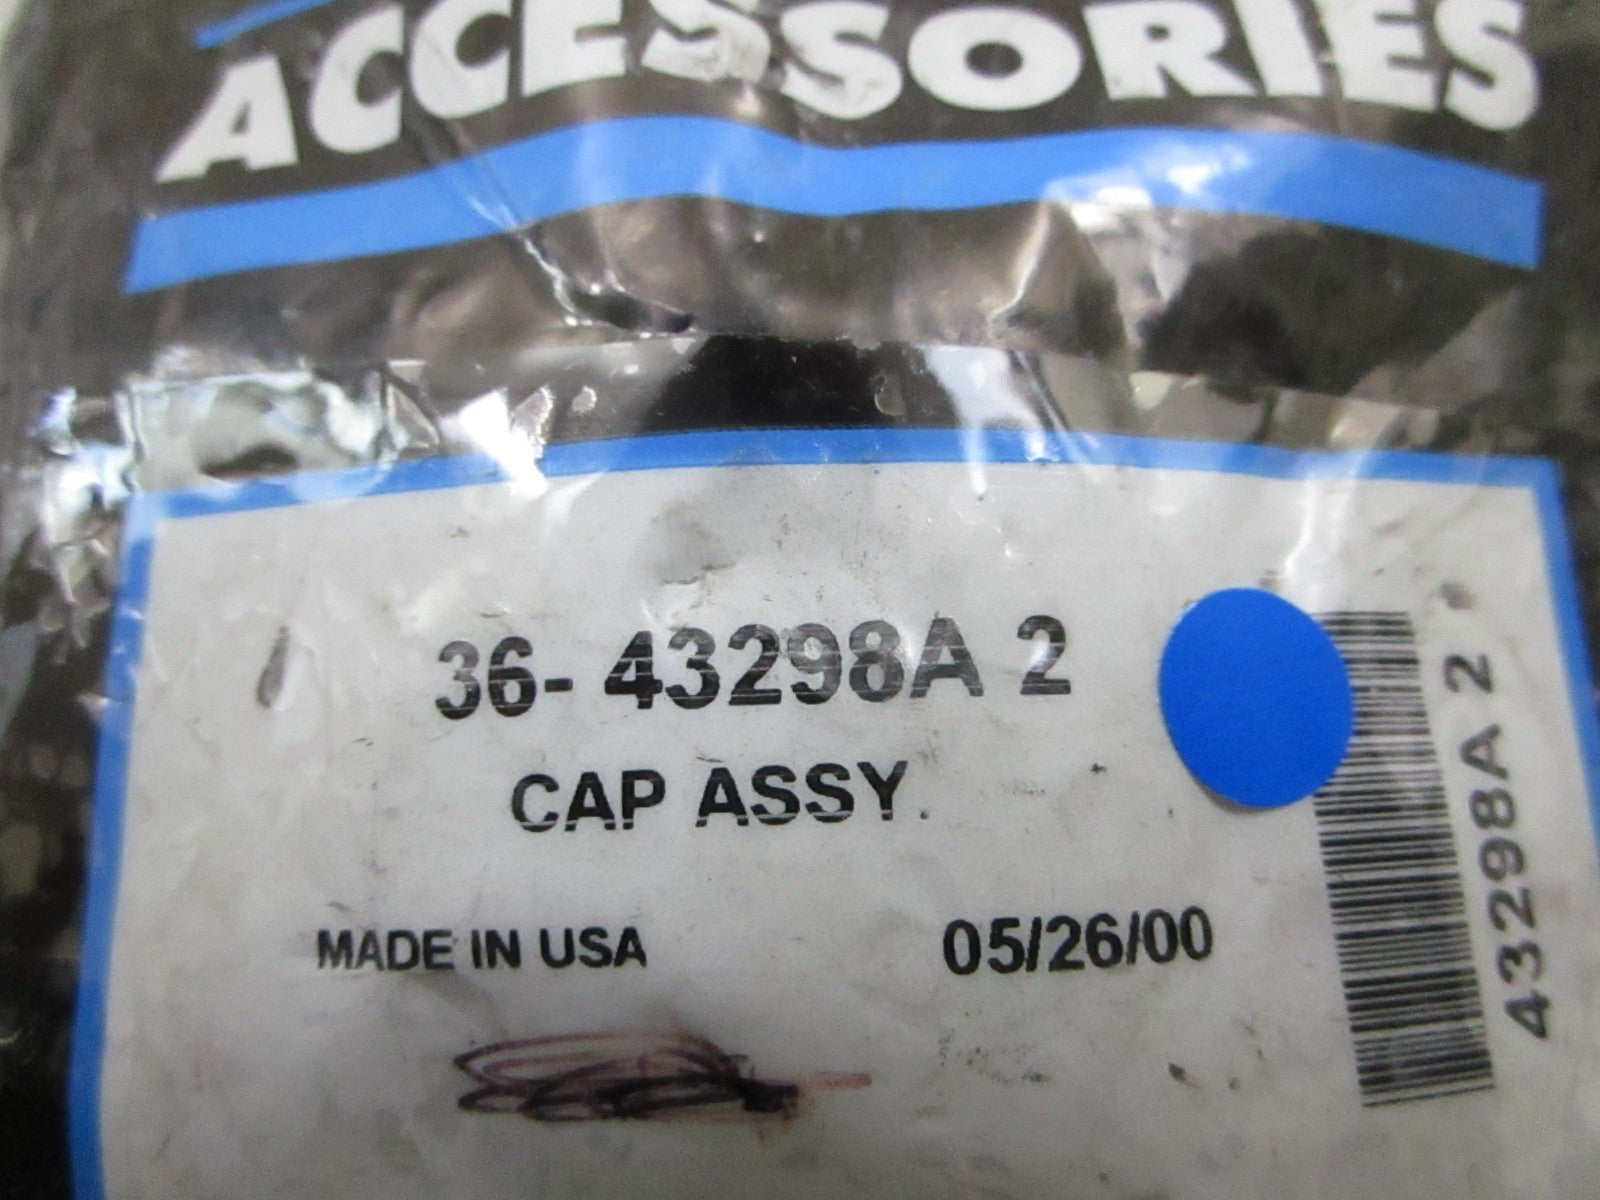 ACCESSORIES
36- 43298A 2
CAP ASSY.
MADE IN USA
05/26/00
43298A 2